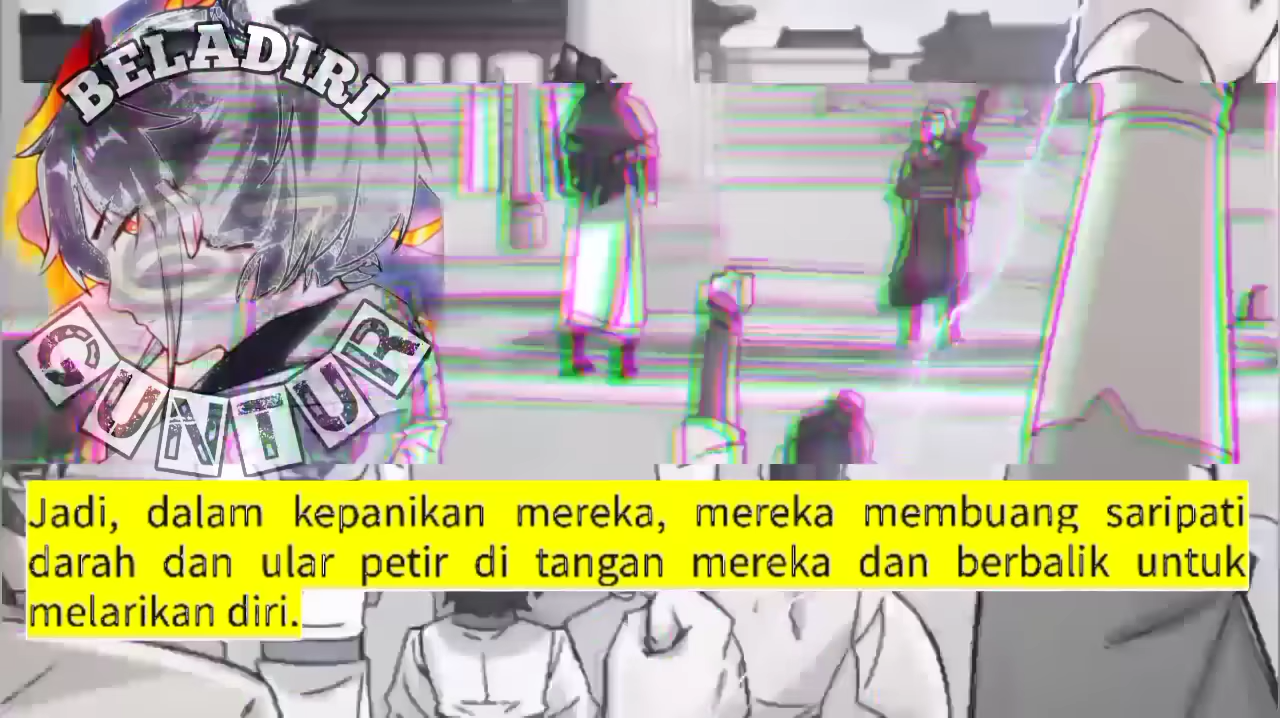 BELADIRI
GUNTUR
Jadi, dalam kepanikan mereka, mereka membuang saripati
darah dan ular petir di tangan mereka dan berbalik untuk
melarikan diri.